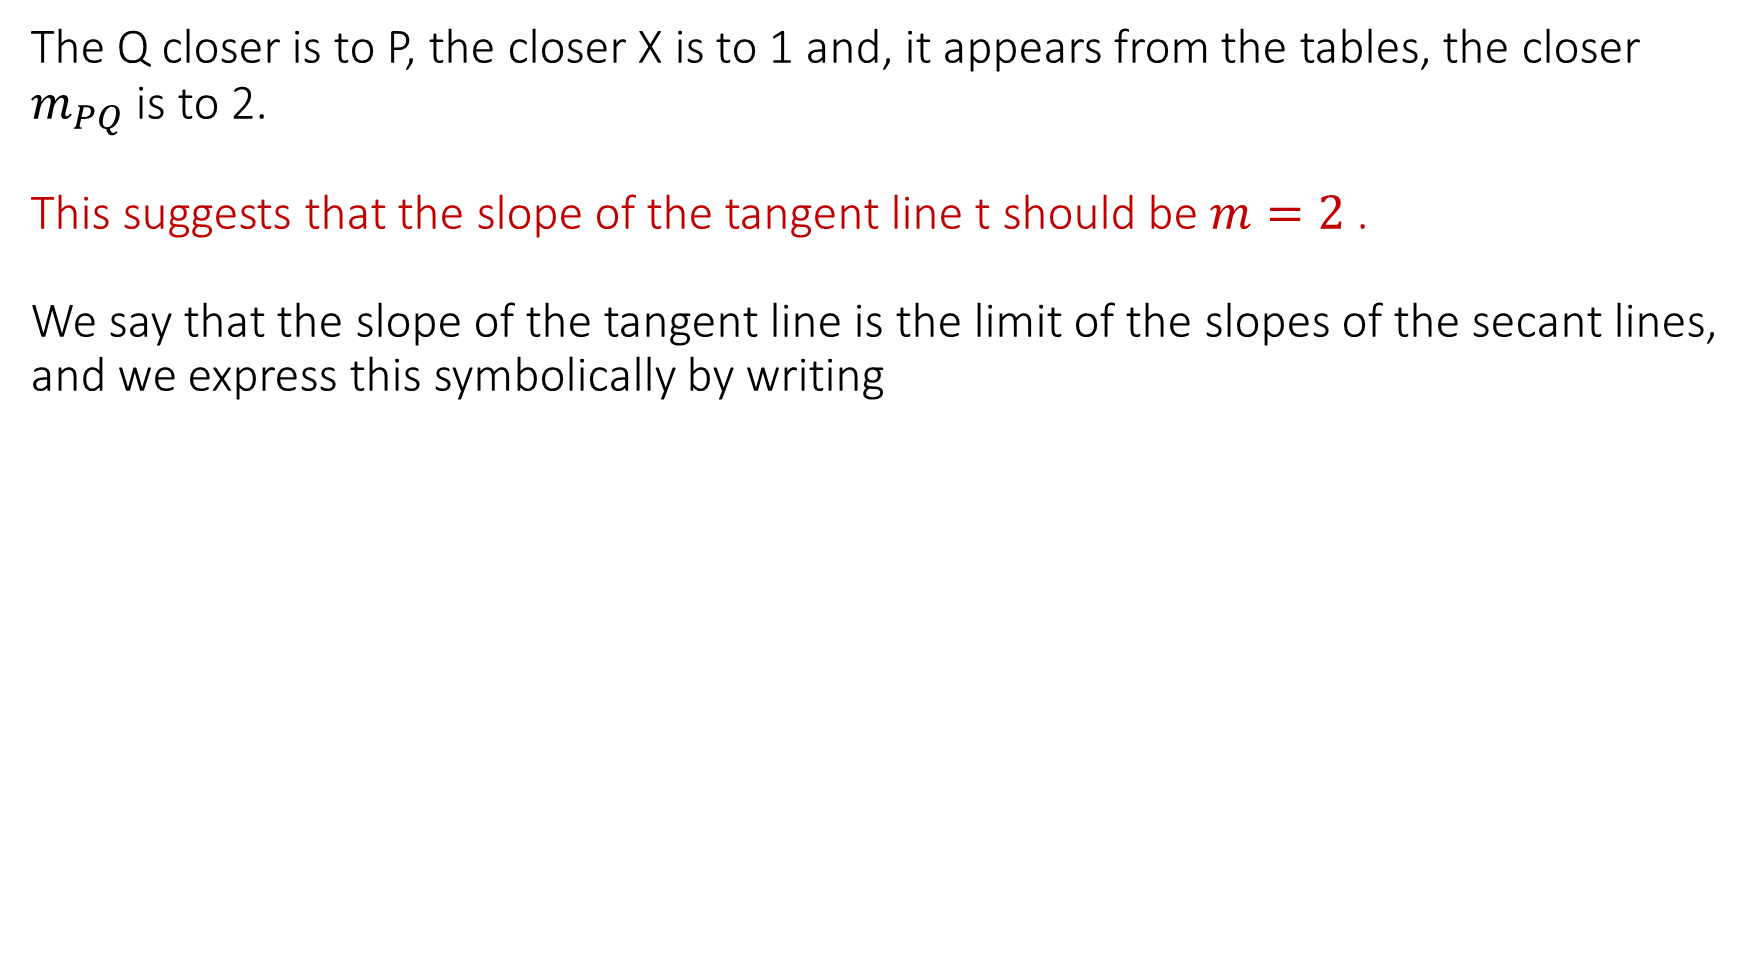 The Q closer is to P, the closer X is to 1 and, it appears from the tables, the closer
𝑚𝑃𝑄 is to 2.
This suggests that the slope of the tangent line t should be 𝒎 = 𝟐 .
We say that the slope of the tangent line is the limit of the slopes of the secant lines,
and we express this symbolically by writing